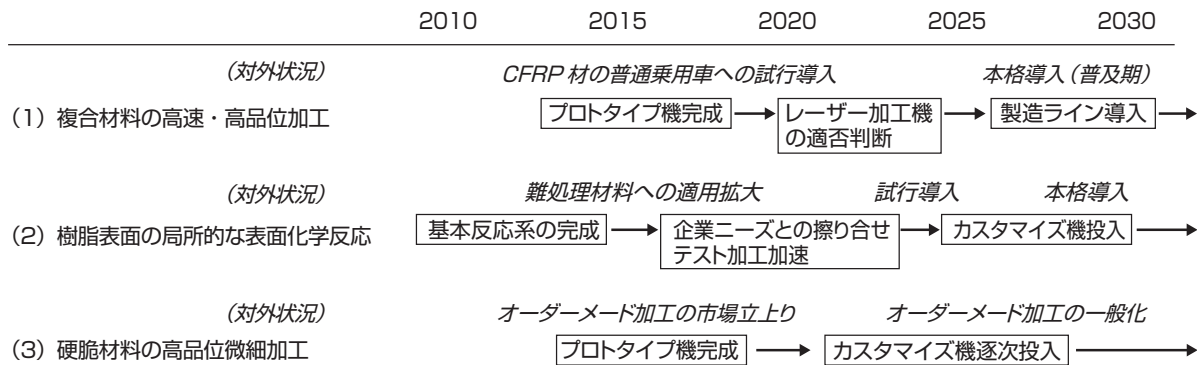 2010 2015 2020 2025 2030
（対外状況） CFRP 材の普通乗用車への試行導入 本格導入（普及期）
（1）複合材料の高速・高品位加工 プロトタイプ機完成 レーザー加工機 製造ライン導入
の適否判断
（対外状況） 難処理材料への適用拡大 試行導入 本格導入
（2）樹脂表面の局所的な表面化学反応 基本反応系の完成 企業ニーズとの擦り合せ カスタマイズ機投入
テスト加工加速
（対外状況） オーダーメード加工の市場立上り オーダーメード加工の一般化
（3）硬脆材料の高品位微細加工 プロトタイプ機完成 カスタマイズ機逐次投入